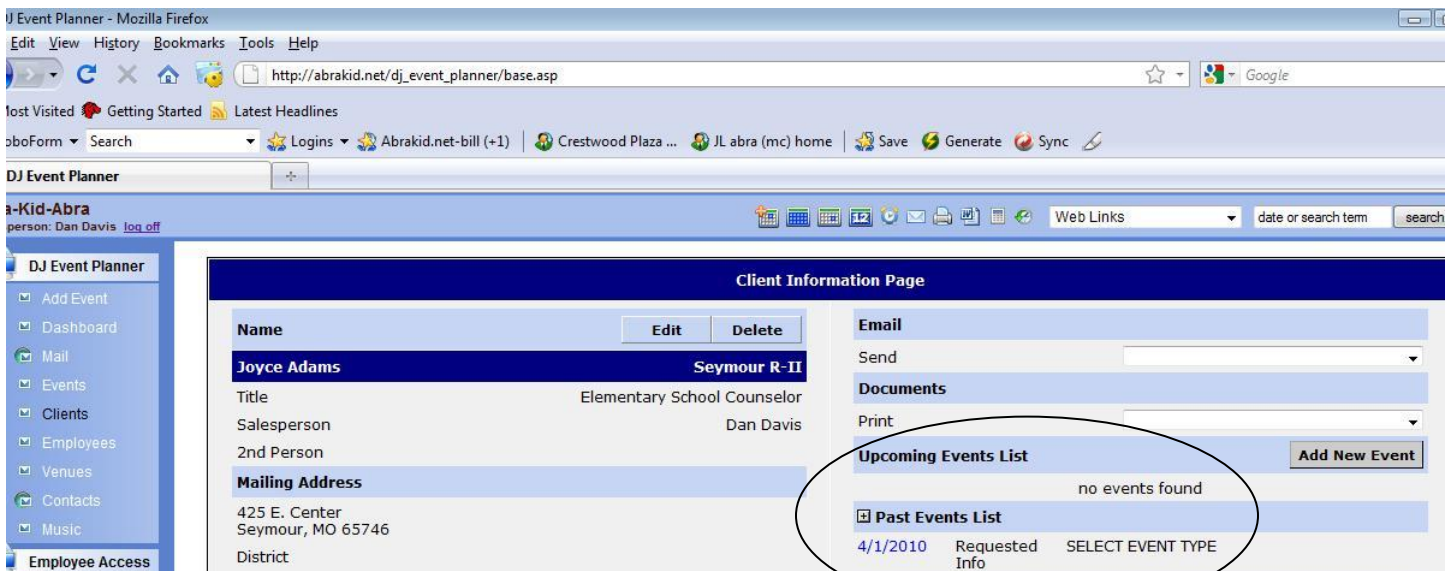 DJ Event Planner - Mozilla Firefox
Edit View History Bookmarks Tools Help
http://abrakid.net/dj_event_planner/base.asp
Google
Most Visited Getting Started Latest Headlines
RoboForm Search Logins Abrakid.net-bill (+1) Crestwood Plaza ... JL abra (mc) home Save Generate Sync
DJ Event Planner
a-Kid-Abra
person: Dan Davis log off
12
Web Links
date or search term
search
DJ Event Planner
Add Event
Dashboard
Mail
Events
Clients
Employees
Venues
Contacts
Music
Employee Access
Client Information Page
Name Edit Delete
Joyce Adams Seymour R-II
Title Elementary School Counselor
Salesperson Dan Davis
2nd Person
Mailing Address
425 E. Center
Seymour, MO 65746
District
Email
Send
Documents
Print
Upcoming Events List Add New Event
no events found
Past Events List
4/1/2010 Requested SELECT EVENT TYPE
Info